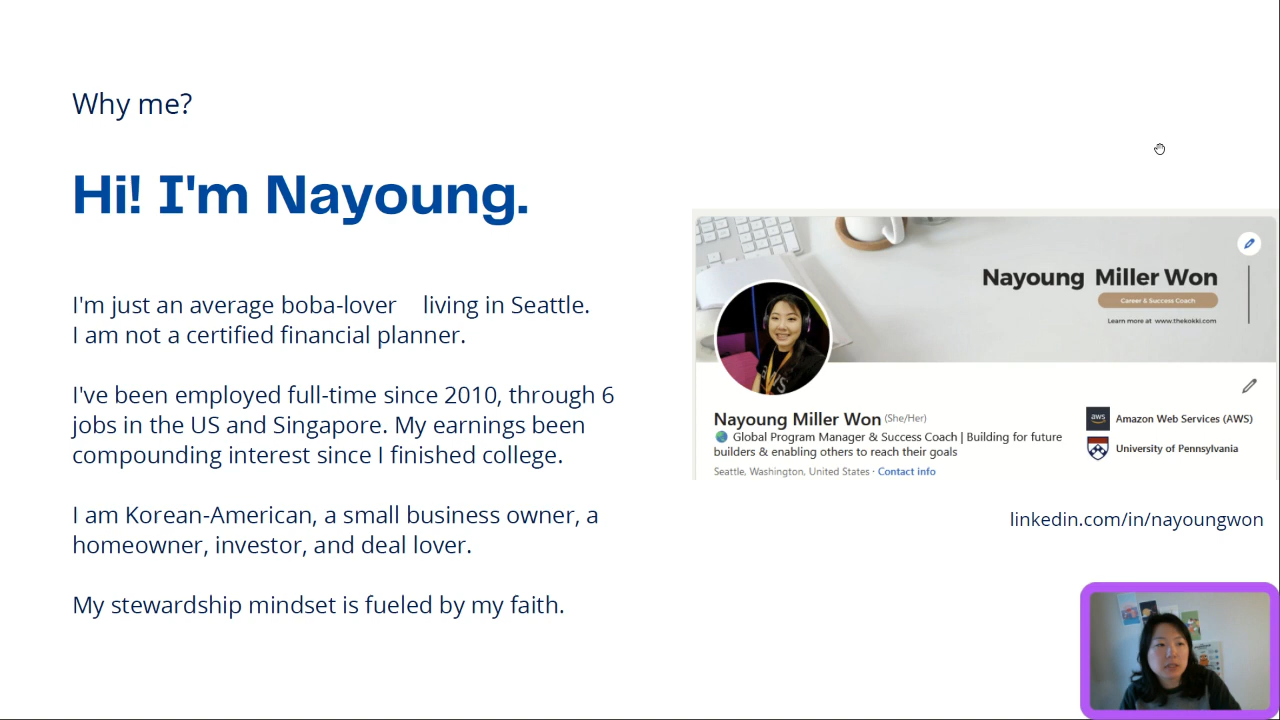 Why me?
Hi! I'm Nayoung.
I'm just an average boba-lover living in Seattle.
I am not a certified financial planner.
I've been employed full-time since 2010, through 6
jobs in the US and Singapore. My earnings been
compounding interest since I finished college.
I am Korean-American, a small business owner, a
homeowner, investor, and deal lover.
My stewardship mindset is fueled by my faith.
Nayoung Miller Won
Career & Success Coach
Learn more at www.thekokki.com
aws
Nayoung Miller Won (She/Her)
Global Program Manager & Success Coach | Building for future
builders & enabling others to reach their goals
Seattle, Washington, United States · Contact info
aws Amazon Web Services (AWS)
University of Pennsylvania
linkedin.com/in/nayoungwon